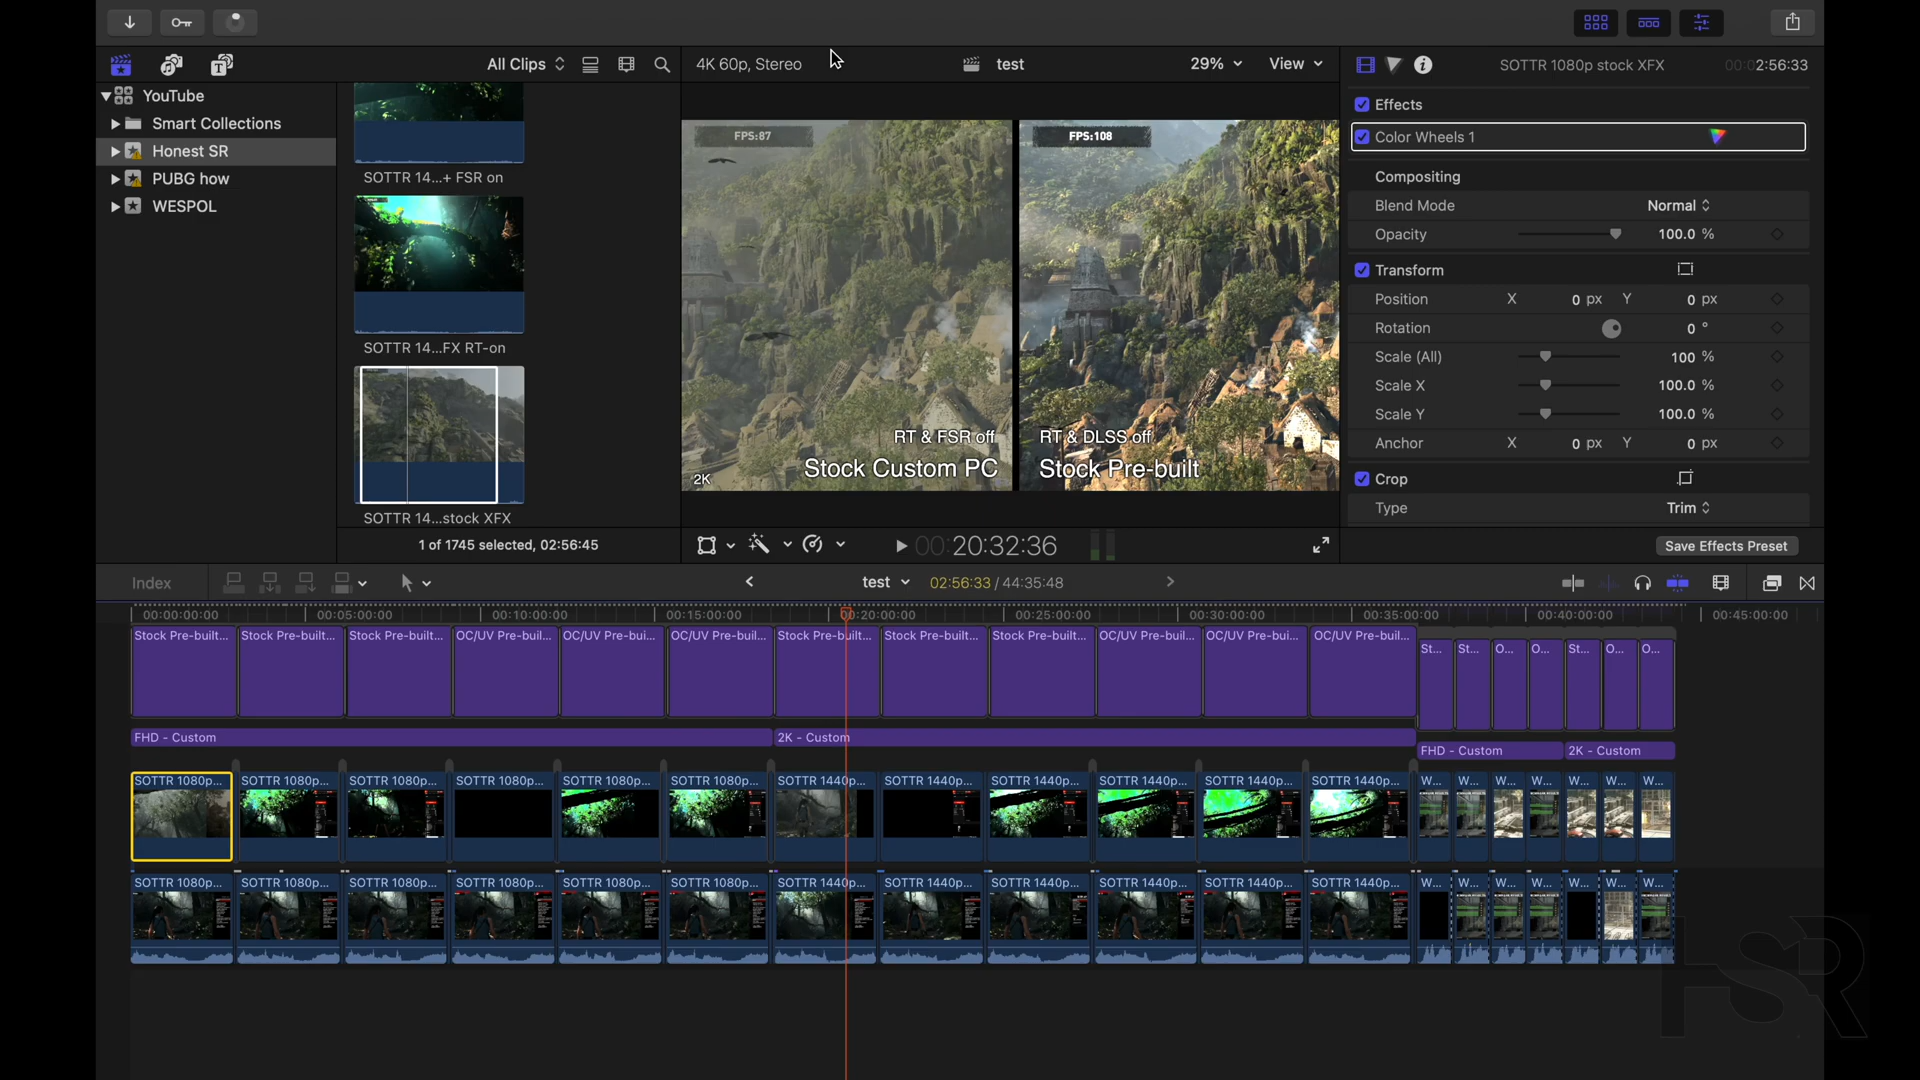 All Clips
4K 60p, Stereo
test
29%
View
SOTTR 1080p stock XFX
00:02:56:33
YouTube
Smart Collections
Honest SR
PUBG how
WESPOL
SOTTR 14...+ FSR on
SOTTR 14...FX RT-on
SOTTR 14...stock XFX
1 of 1745 selected, 02:56:45
FPS:87
FPS:108
RT & FSR off
RT & DLSS off
Stock Custom PC
Stock Pre-built
2K
00:20:32:36
Effects
Color Wheels 1
Compositing
Blend Mode
Normal
Opacity
100.0 %
Transform
Position
X
0 px
Y
0 px
Rotation
0 °
Scale (All)
100 %
Scale X
100.0 %
Scale Y
100.0 %
Anchor
X
0 px
Y
0 px
Crop
Type
Trim
Save Effects Preset
Index
test
02:56:33 / 44:35:48
00:00:00:00
00:05:00:00
00:10:00:00
00:15:00:00
00:20:00:00
00:25:00:00
00:30:00:00
00:35:00:00
00:40:00:00
00:45:00:00
Stock Pre-built...
Stock Pre-built...
Stock Pre-built...
OC/UV Pre-buil...
OC/UV Pre-bui...
OC/UV Pre-buil...
Stock Pre-built...
Stock Pre-built...
Stock Pre-built...
OC/UV Pre-buil...
OC/UV Pre-bui...
OC/UV Pre-buil...
St...
St...
O...
O...
St...
O...
O...
FHD - Custom
2K - Custom
FHD - Custom
2K - Custom
SOTTR 1080p...
SOTTR 1080p...
SOTTR 1080p...
SOTTR 1080p...
SOTTR 1080p...
SOTTR 1080p...
SOTTR 1440p...
SOTTR 1440p...
SOTTR 1440p...
SOTTR 1440p...
SOTTR 1440p...
SOTTR 1440p...
W...
W...
W...
W...
W...
W...
W...
SOTTR 1080p...
SOTTR 1080p...
SOTTR 1080p...
SOTTR 1080p...
SOTTR 1080p...
SOTTR 1080p...
SOTTR 1440p...
SOTTR 1440p...
SOTTR 1440p...
SOTTR 1440p...
SOTTR 1440p...
SOTTR 1440p...
W...
W...
W...
W...
W...
W...
W...
HSR